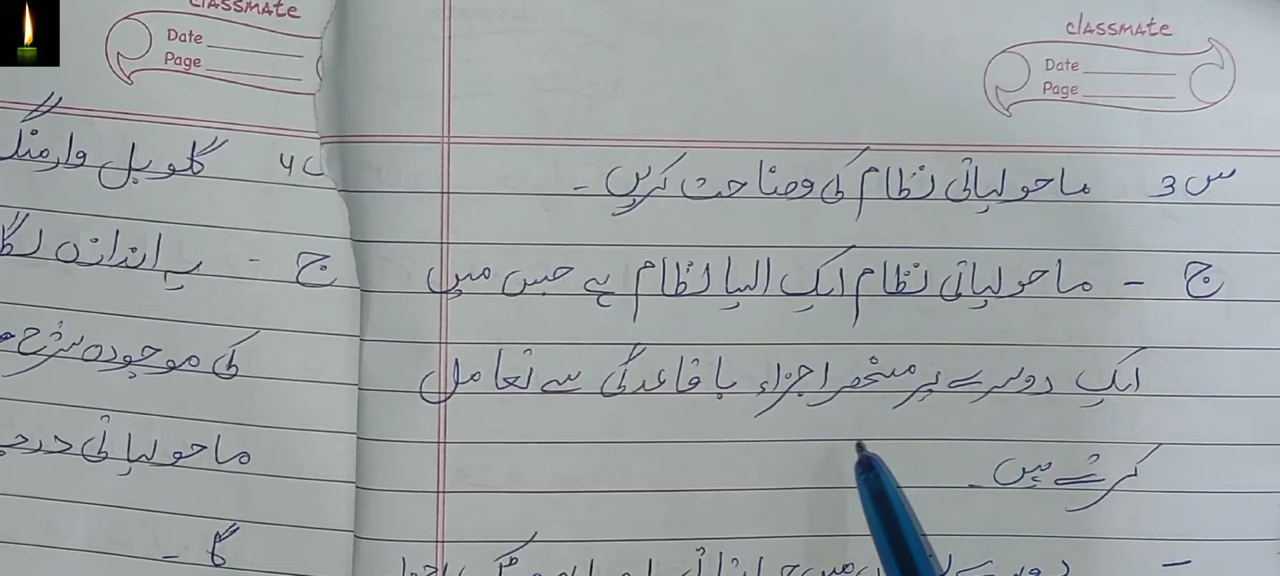 classmate
Date
Page
س 3 ماحولیاتی نظام کی وضاحت کریں ۔
ج - ماحولیاتی نظام ایک ایسا نظام ہے جس میں
ایک دوسرے پر منحصر اجزاء باقاعدگی سے تعامل
کرتے ہیں ۔
CLASSMATE
Date
Page
گلوبل وارمنگ
ج - یہ اندازہ لگا
کی موجودہ شرح
ماحولیاتی درجہ
گا -